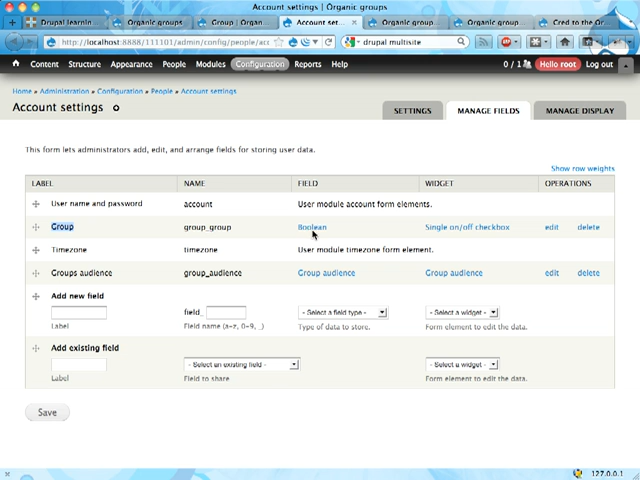 Account settings | Organic groups
Drupal learnin
Organic groups
Group | Organ
Account set...
Organic group...
Organic group...
Cred to the Or
http://localhost:8888/111101/admin/config/people/acc
drupal multisite
Content Structure Appearance People Modules Configuration Reports Help
0 / 1
Hello root Log out
Home » Administration » Configuration » People » Account settings
Account settings
SETTINGS MANAGE FIELDS MANAGE DISPLAY
This form lets administrators add, edit, and arrange fields for storing user data.
Show row weights
LABEL NAME FIELD WIDGET OPERATIONS
User name and password account User module account form elements.
Group group_group Boolean Single on/off checkbox edit delete
Timezone timezone User module timezone form element.
Groups audience group_audience Group audience Group audience edit delete
Add new field
field_ - Select a field type - - Select a widget -
Label Field name (a-z, 0-9, _) Type of data to store. Form element to edit the data.
Add existing field
- Select an existing field - - Select a widget -
Label Field to share Form element to edit the data.
Save
127.0.0.1